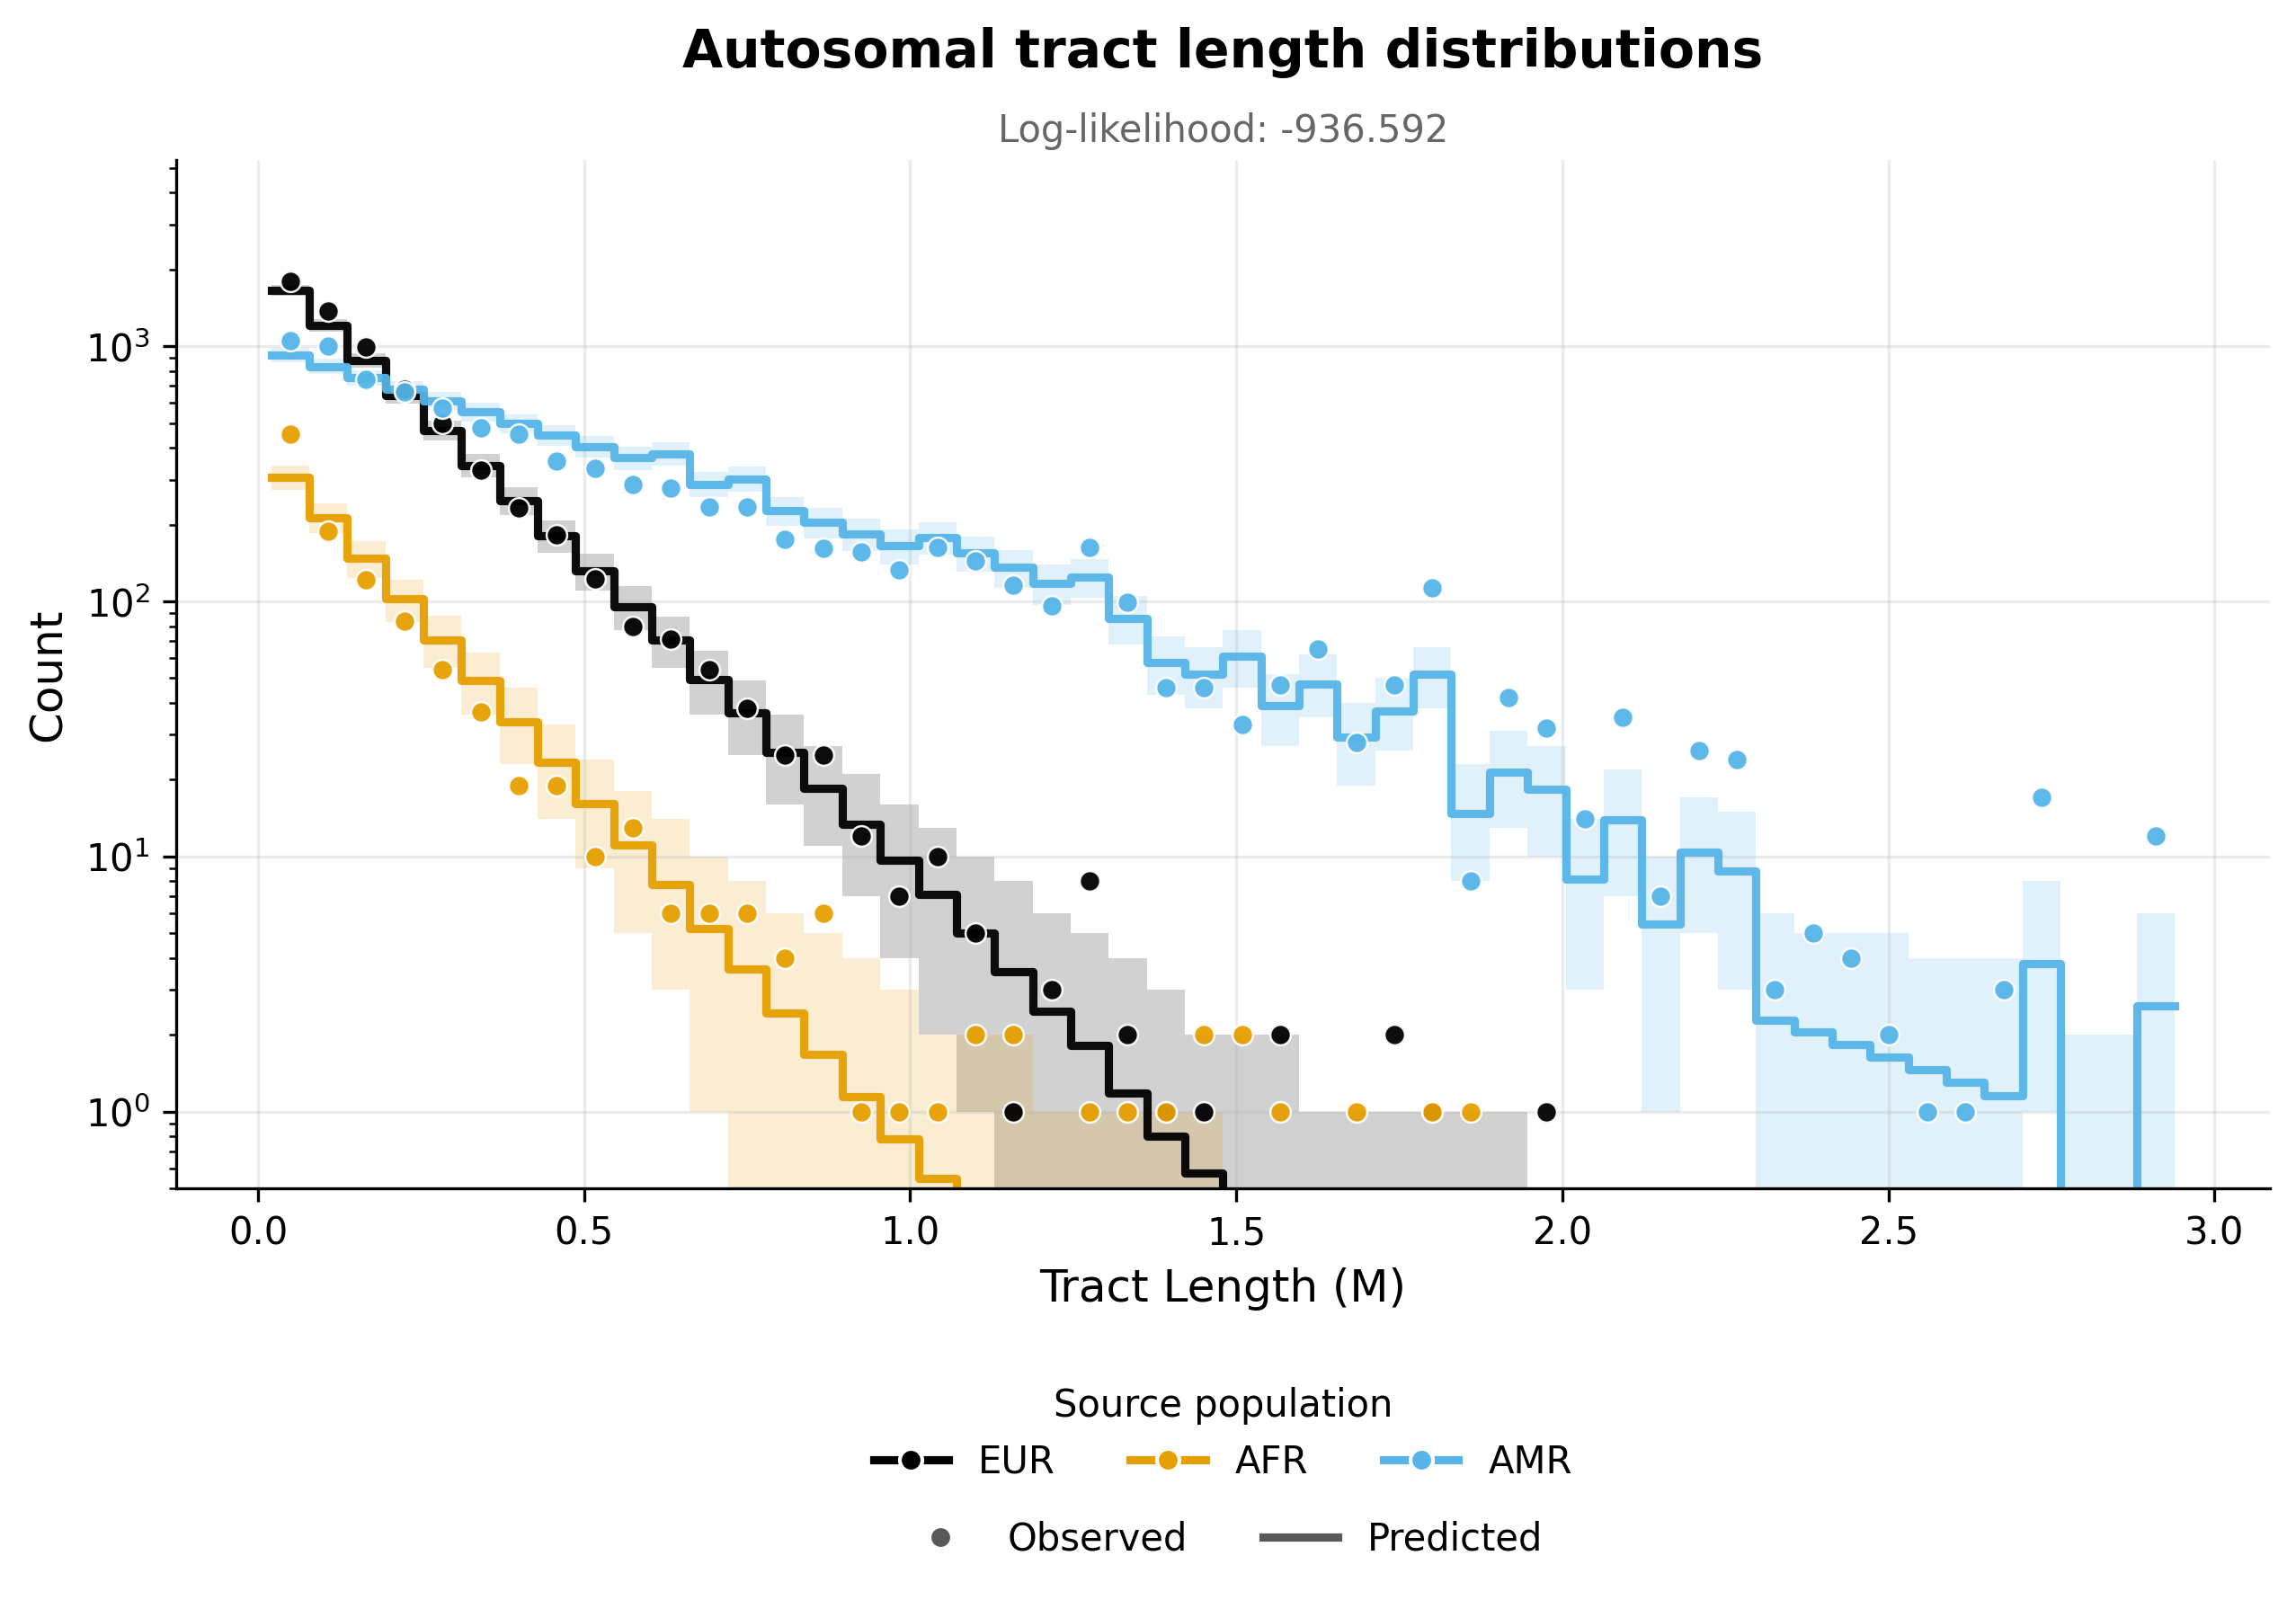 Autosomal tract length distributions
Log-likelihood: -936.592
Count
10³
10²
10¹
10⁰
0.0 0.5 1.0 1.5 2.0 2.5 3.0
Tract Length (M)
Source population
EUR AFR AMR
Observed Predicted